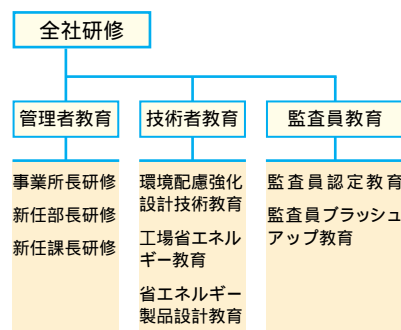 全社研修
管理者教育
技術者教育
監査員教育
事業所長研修
新任部長研修
新任課長研修
環境配慮強化
設計技術教育
工場省エネル
ギー教育
省エネルギー
製品設計教育
監査員認定教育
監査員ブラッシュ
アップ教育